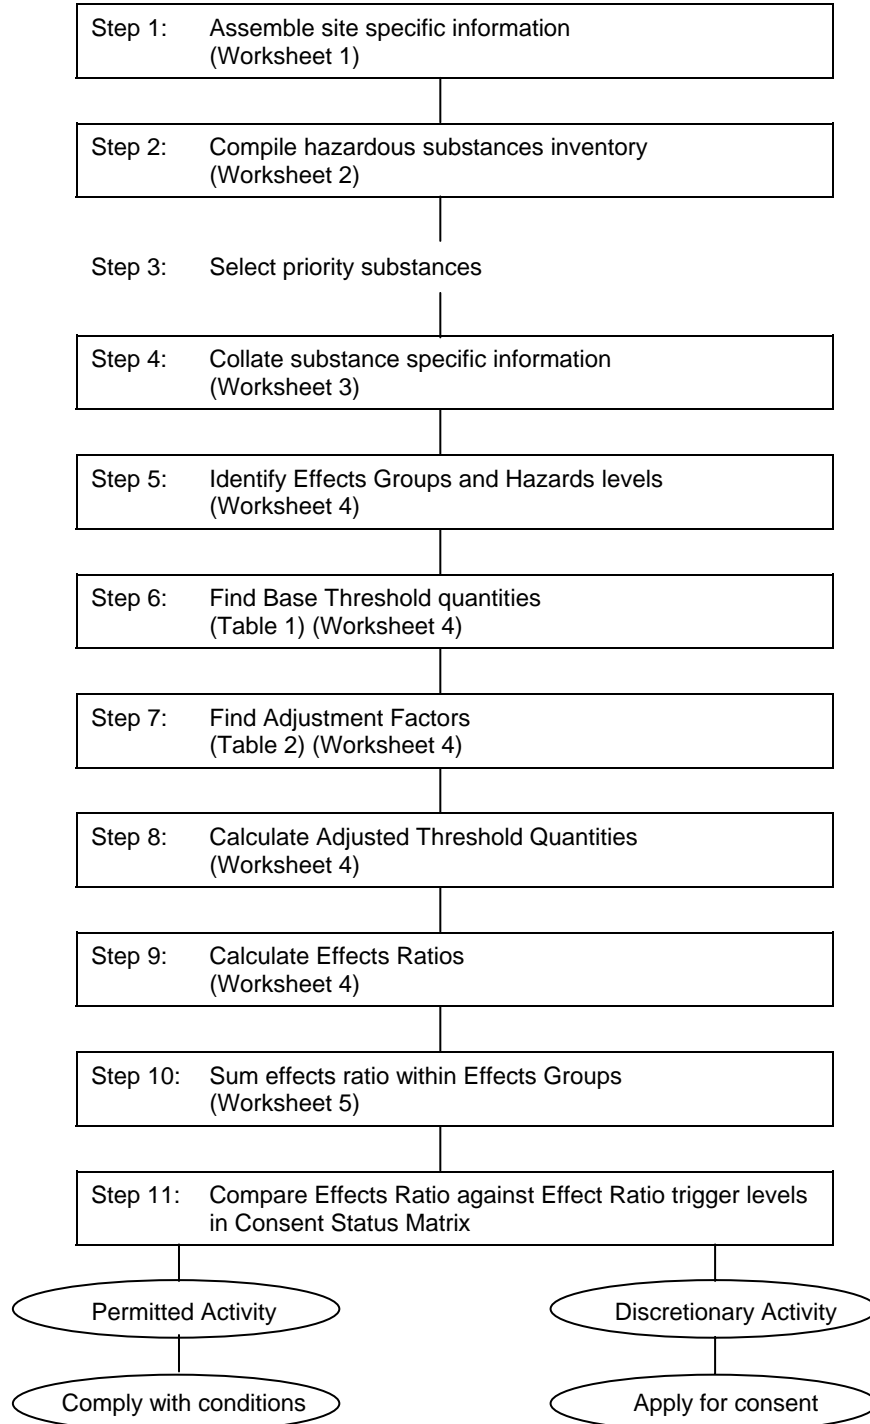 Step 1: Assemble site specific information
(Worksheet 1)
Step 2: Compile hazardous substances inventory
(Worksheet 2)
Step 3: Select priority substances
Step 4: Collate substance specific information
(Worksheet 3)
Step 5: Identify Effects Groups and Hazards levels
(Worksheet 4)
Step 6: Find Base Threshold quantities
(Table 1) (Worksheet 4)
Step 7: Find Adjustment Factors
(Table 2) (Worksheet 4)
Step 8: Calculate Adjusted Threshold Quantities
(Worksheet 4)
Step 9: Calculate Effects Ratios
(Worksheet 4)
Step 10: Sum effects ratio within Effects Groups
(Worksheet 5)
Step 11: Compare Effects Ratio against Effect Ratio trigger levels
in Consent Status Matrix
Permitted Activity
Discretionary Activity
Comply with conditions
Apply for consent